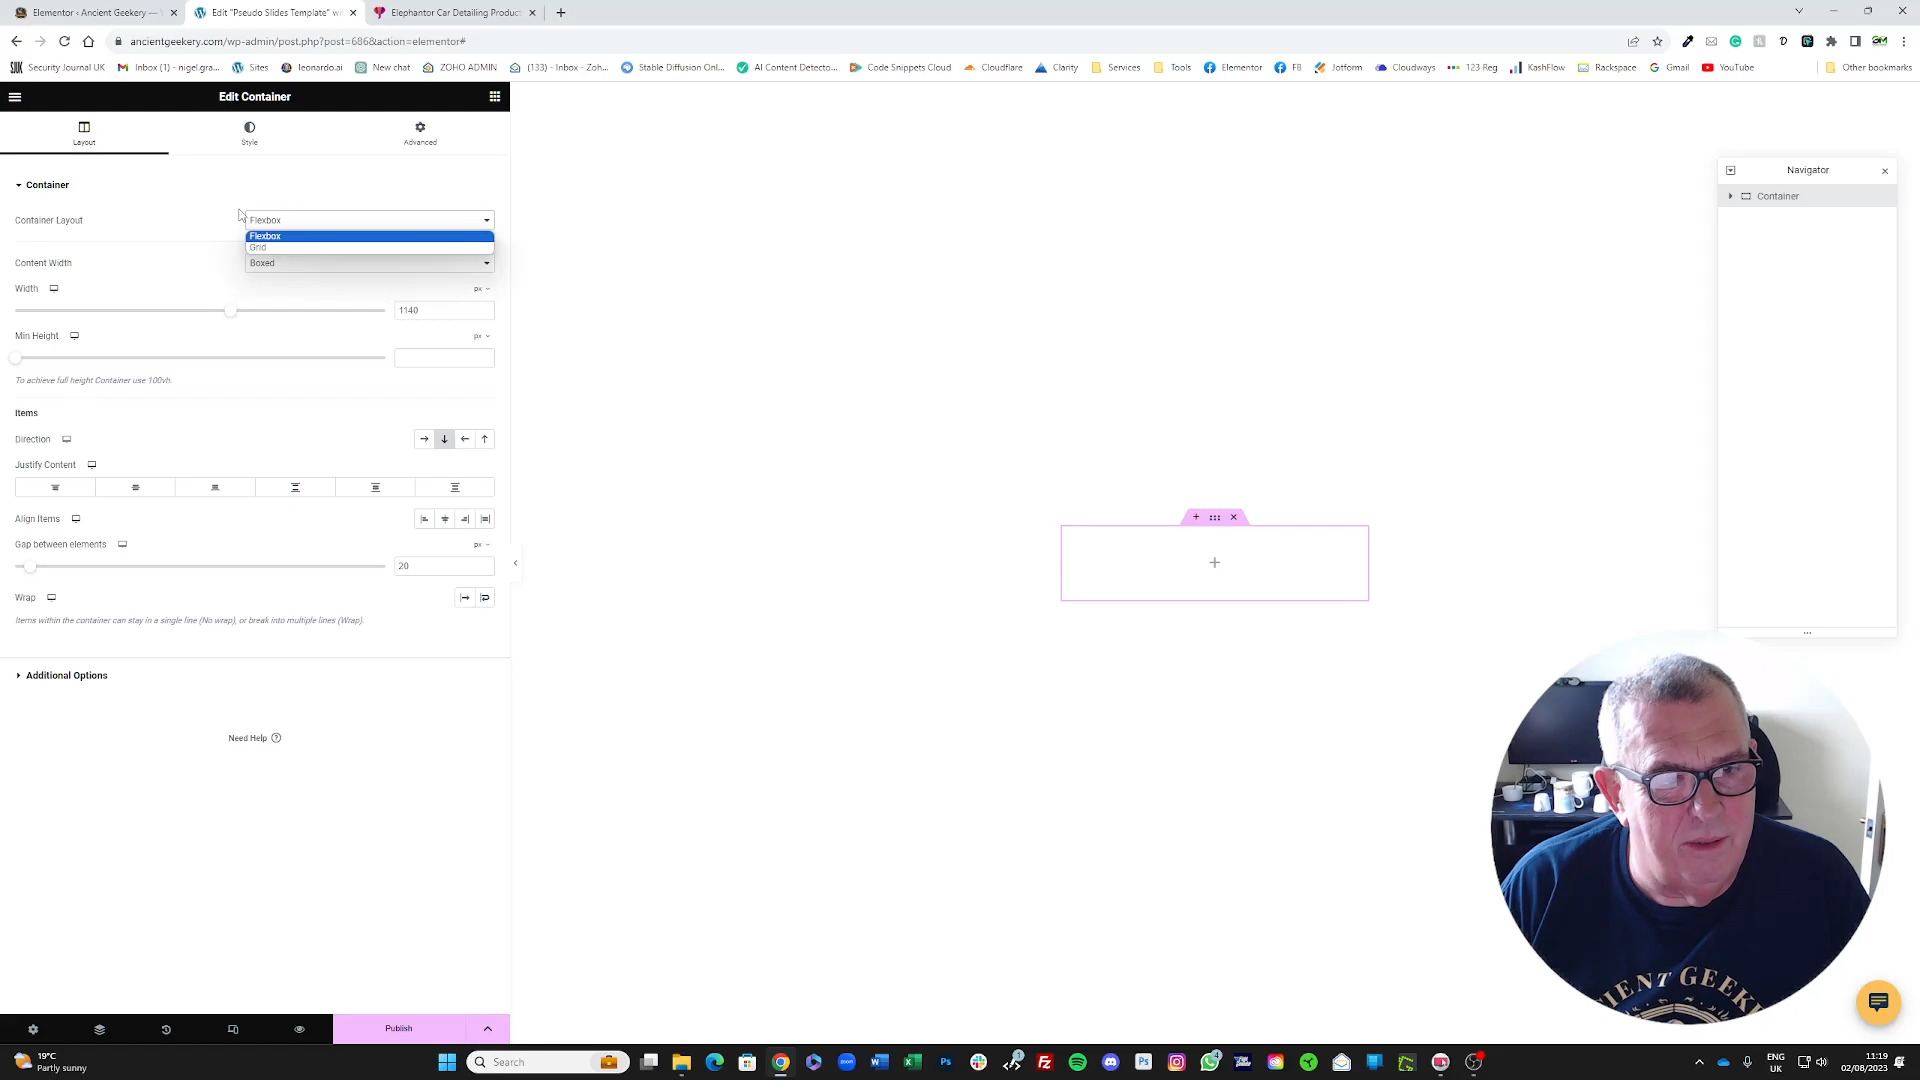 Elementor ‹ Ancient Geekery —
Edit "Pseudo Slides Template" wi
Elephantor Car Detailing Product
ancientgeekery.com/wp-admin/post.php?post=686&action=elementor#
Security Journal UK
Inbox (1) - nigel.gra...
Sites
leonardo.ai
New chat
ZOHO ADMIN
(133) - Inbox - Zoh...
Stable Diffusion Onl...
AI Content Detecto...
Code Snippets Cloud
Cloudflare
Clarity
Services
Tools
Elementor
FB
Jotform
Cloudways
123 Reg
KashFlow
Rackspace
Gmail
YouTube
Other bookmarks
Edit Container
Layout
Style
Advanced
Container
Container Layout
Flexbox
Flexbox
Grid
Content Width
Boxed
Width
px
1140
Min Height
px
To achieve full height Container use 100vh.
Items
Direction
Justify Content
Align Items
Gap between elements
px
20
Wrap
Items within the container can stay in a single line (No wrap), or break into multiple lines (Wrap).
Additional Options
Need Help
Publish
Navigator
Container
19°C
Partly sunny
Search
ENG
UK
11:19
02/08/2023